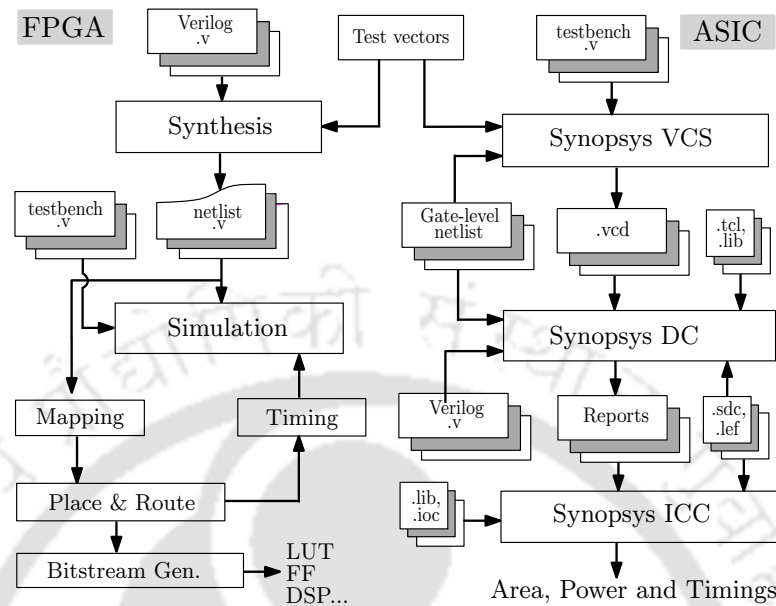 FPGA
Verilog
.v
Test vectors
testbench
.v
ASIC
Synthesis
Synopsys VCS
testbench
.v
netlist
.v
Gate-level
netlist
.vcd
.tcl,
.lib
Simulation
Synopsys DC
Mapping
Timing
Verilog
.v
Reports
.sdc,
.lef
Place & Route
.lib,
.ioc
Synopsys ICC
Bitstream Gen.
LUT
FF
DSP...
Area, Power and Timings